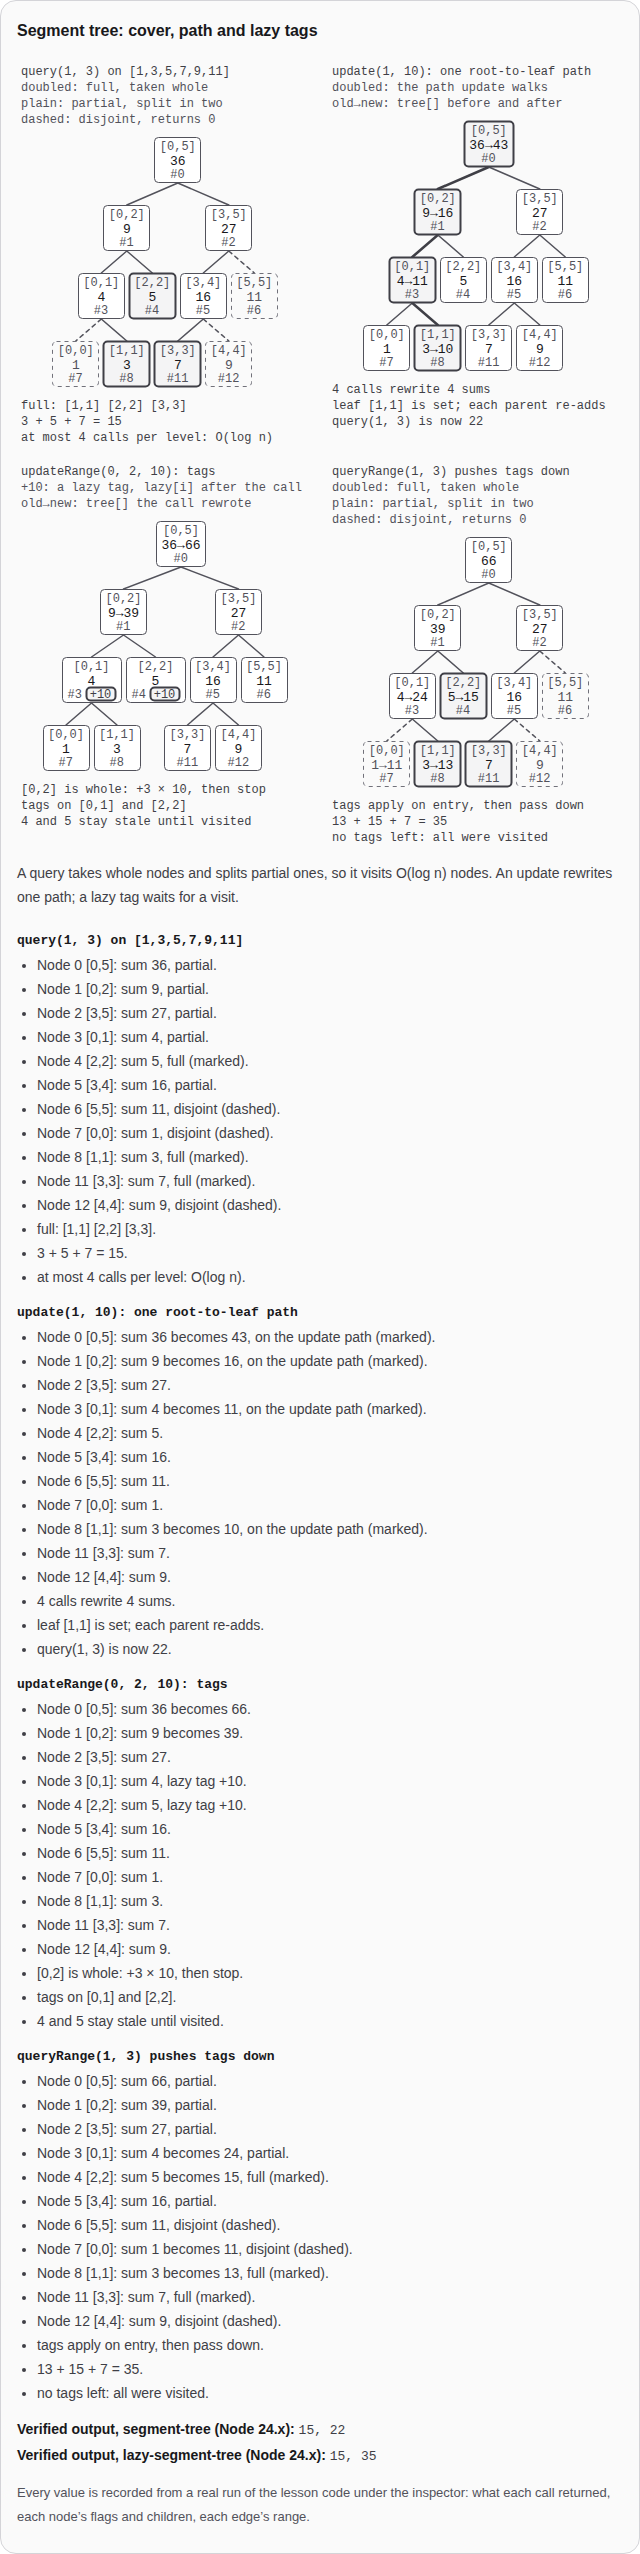 Segment tree: cover, path and lazy tags
query(1, 3) on [1,3,5,7,9,11]
doubled: full, taken whole
plain: partial, split in two
dashed: disjoint, returns 0
[0,5]
36
#0
[0,2]
9
#1
[3,5]
27
#2
[0,1]
4
#3
[2,2]
5
#4
[3,4]
16
#5
[5,5]
11
#6
[0,0]
1
#7
[1,1]
3
#8
[3,3]
7
#11
[4,4]
9
#12
full: [1,1] [2,2] [3,3]
3 + 5 + 7 = 15
at most 4 calls per level: O(log n)
update(1, 10): one root-to-leaf path
doubled: the path update walks
old→new: tree[] before and after
[0,5]
36→43
#0
[0,2]
9→16
#1
[3,5]
27
#2
[0,1]
4→11
#3
[2,2]
5
#4
[3,4]
16
#5
[5,5]
11
#6
[0,0]
1
#7
[1,1]
3→10
#8
[3,3]
7
#11
[4,4]
9
#12
4 calls rewrite 4 sums
leaf [1,1] is set; each parent re-adds
query(1, 3) is now 22
updateRange(0, 2, 10): tags
+10: a lazy tag, lazy[i] after the call
old→new: tree[] the call rewrote
[0,5]
36→66
#0
[0,2]
9→39
#1
[3,5]
27
#2
[0,1]
4
#3 +10
[2,2]
5
#4 +10
[3,4]
16
#5
[5,5]
11
#6
[0,0]
1
#7
[1,1]
3
#8
[3,3]
7
#11
[4,4]
9
#12
[0,2] is whole: +3 × 10, then stop
tags on [0,1] and [2,2]
4 and 5 stay stale until visited
queryRange(1, 3) pushes tags down
doubled: full, taken whole
plain: partial, split in two
dashed: disjoint, returns 0
[0,5]
66
#0
[0,2]
39
#1
[3,5]
27
#2
[0,1]
4→24
#3
[2,2]
5→15
#4
[3,4]
16
#5
[5,5]
11
#6
[0,0]
1→11
#7
[1,1]
3→13
#8
[3,3]
7
#11
[4,4]
9
#12
tags apply on entry, then pass down
13 + 15 + 7 = 35
no tags left: all were visited
A query takes whole nodes and splits partial ones, so it visits O(log n) nodes. An update rewrites
one path; a lazy tag waits for a visit.
query(1, 3) on [1,3,5,7,9,11]
• Node 0 [0,5]: sum 36, partial.
• Node 1 [0,2]: sum 9, partial.
• Node 2 [3,5]: sum 27, partial.
• Node 3 [0,1]: sum 4, partial.
• Node 4 [2,2]: sum 5, full (marked).
• Node 5 [3,4]: sum 16, partial.
• Node 6 [5,5]: sum 11, disjoint (dashed).
• Node 7 [0,0]: sum 1, disjoint (dashed).
• Node 8 [1,1]: sum 3, full (marked).
• Node 11 [3,3]: sum 7, full (marked).
• Node 12 [4,4]: sum 9, disjoint (dashed).
• full: [1,1] [2,2] [3,3].
• 3 + 5 + 7 = 15.
• at most 4 calls per level: O(log n).
update(1, 10): one root-to-leaf path
• Node 0 [0,5]: sum 36 becomes 43, on the update path (marked).
• Node 1 [0,2]: sum 9 becomes 16, on the update path (marked).
• Node 2 [3,5]: sum 27.
• Node 3 [0,1]: sum 4 becomes 11, on the update path (marked).
• Node 4 [2,2]: sum 5.
• Node 5 [3,4]: sum 16.
• Node 6 [5,5]: sum 11.
• Node 7 [0,0]: sum 1.
• Node 8 [1,1]: sum 3 becomes 10, on the update path (marked).
• Node 11 [3,3]: sum 7.
• Node 12 [4,4]: sum 9.
• 4 calls rewrite 4 sums.
• leaf [1,1] is set; each parent re-adds.
• query(1, 3) is now 22.
updateRange(0, 2, 10): tags
• Node 0 [0,5]: sum 36 becomes 66.
• Node 1 [0,2]: sum 9 becomes 39.
• Node 2 [3,5]: sum 27.
• Node 3 [0,1]: sum 4, lazy tag +10.
• Node 4 [2,2]: sum 5, lazy tag +10.
• Node 5 [3,4]: sum 16.
• Node 6 [5,5]: sum 11.
• Node 7 [0,0]: sum 1.
• Node 8 [1,1]: sum 3.
• Node 11 [3,3]: sum 7.
• Node 12 [4,4]: sum 9.
• [0,2] is whole: +3 × 10, then stop.
• tags on [0,1] and [2,2].
• 4 and 5 stay stale until visited.
queryRange(1, 3) pushes tags down
• Node 0 [0,5]: sum 66, partial.
• Node 1 [0,2]: sum 39, partial.
• Node 2 [3,5]: sum 27, partial.
• Node 3 [0,1]: sum 4 becomes 24, partial.
• Node 4 [2,2]: sum 5 becomes 15, full (marked).
• Node 5 [3,4]: sum 16, partial.
• Node 6 [5,5]: sum 11, disjoint (dashed).
• Node 7 [0,0]: sum 1 becomes 11, disjoint (dashed).
• Node 8 [1,1]: sum 3 becomes 13, full (marked).
• Node 11 [3,3]: sum 7, full (marked).
• Node 12 [4,4]: sum 9, disjoint (dashed).
• tags apply on entry, then pass down.
• 13 + 15 + 7 = 35.
• no tags left: all were visited.
Verified output, segment-tree (Node 24.x): 15, 22
Verified output, lazy-segment-tree (Node 24.x): 15, 35
Every value is recorded from a real run of the lesson code under the inspector: what each call returned,
each node's flags and children, each edge's range.